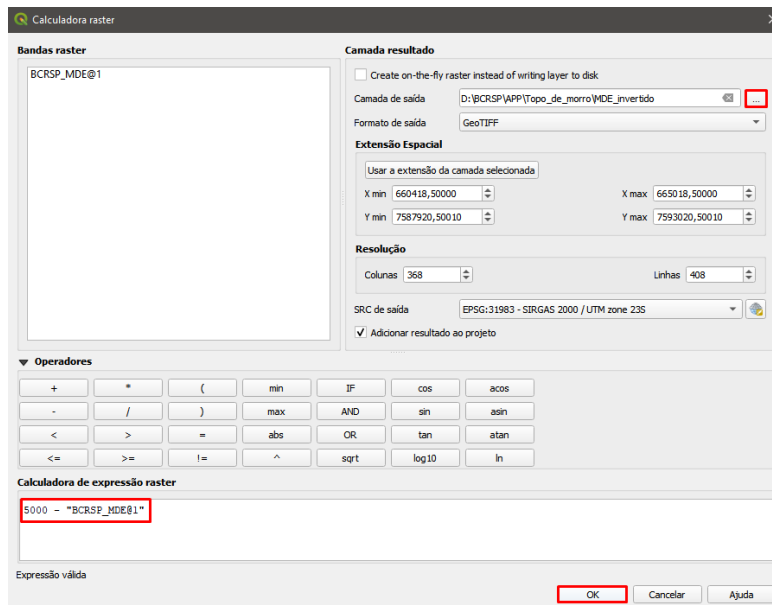 Calculadora raster
Bandas raster
BCRSP_MDE@1
Camada resultado
Create on-the-fly raster instead of writing layer to disk
Camada de saída D:\BCRSP\APP\Topo_de_morro\MDE_invertido ...
Formato de saída GeoTIFF
Extensão Espacial
Usar a extensão da camada selecionada
X min 660418,50000 X max 665018,50000
Y min 7587920,50010 Y max 7593020,50010
Resolução
Colunas 368 Linhas 408
SRC de saída EPSG:31983 - SIRGAS 2000 / UTM zone 23S
Adicionar resultado ao projeto
Operadores
+ * ( min IF cos acos
- / ) max AND sin asin
< > = abs OR tan atan
<= >= != ^ sqrt log10 ln
Calculadora de expressão raster
5000 - "BCRSP_MDE@1"
Expressão válida
OK Cancelar Ajuda